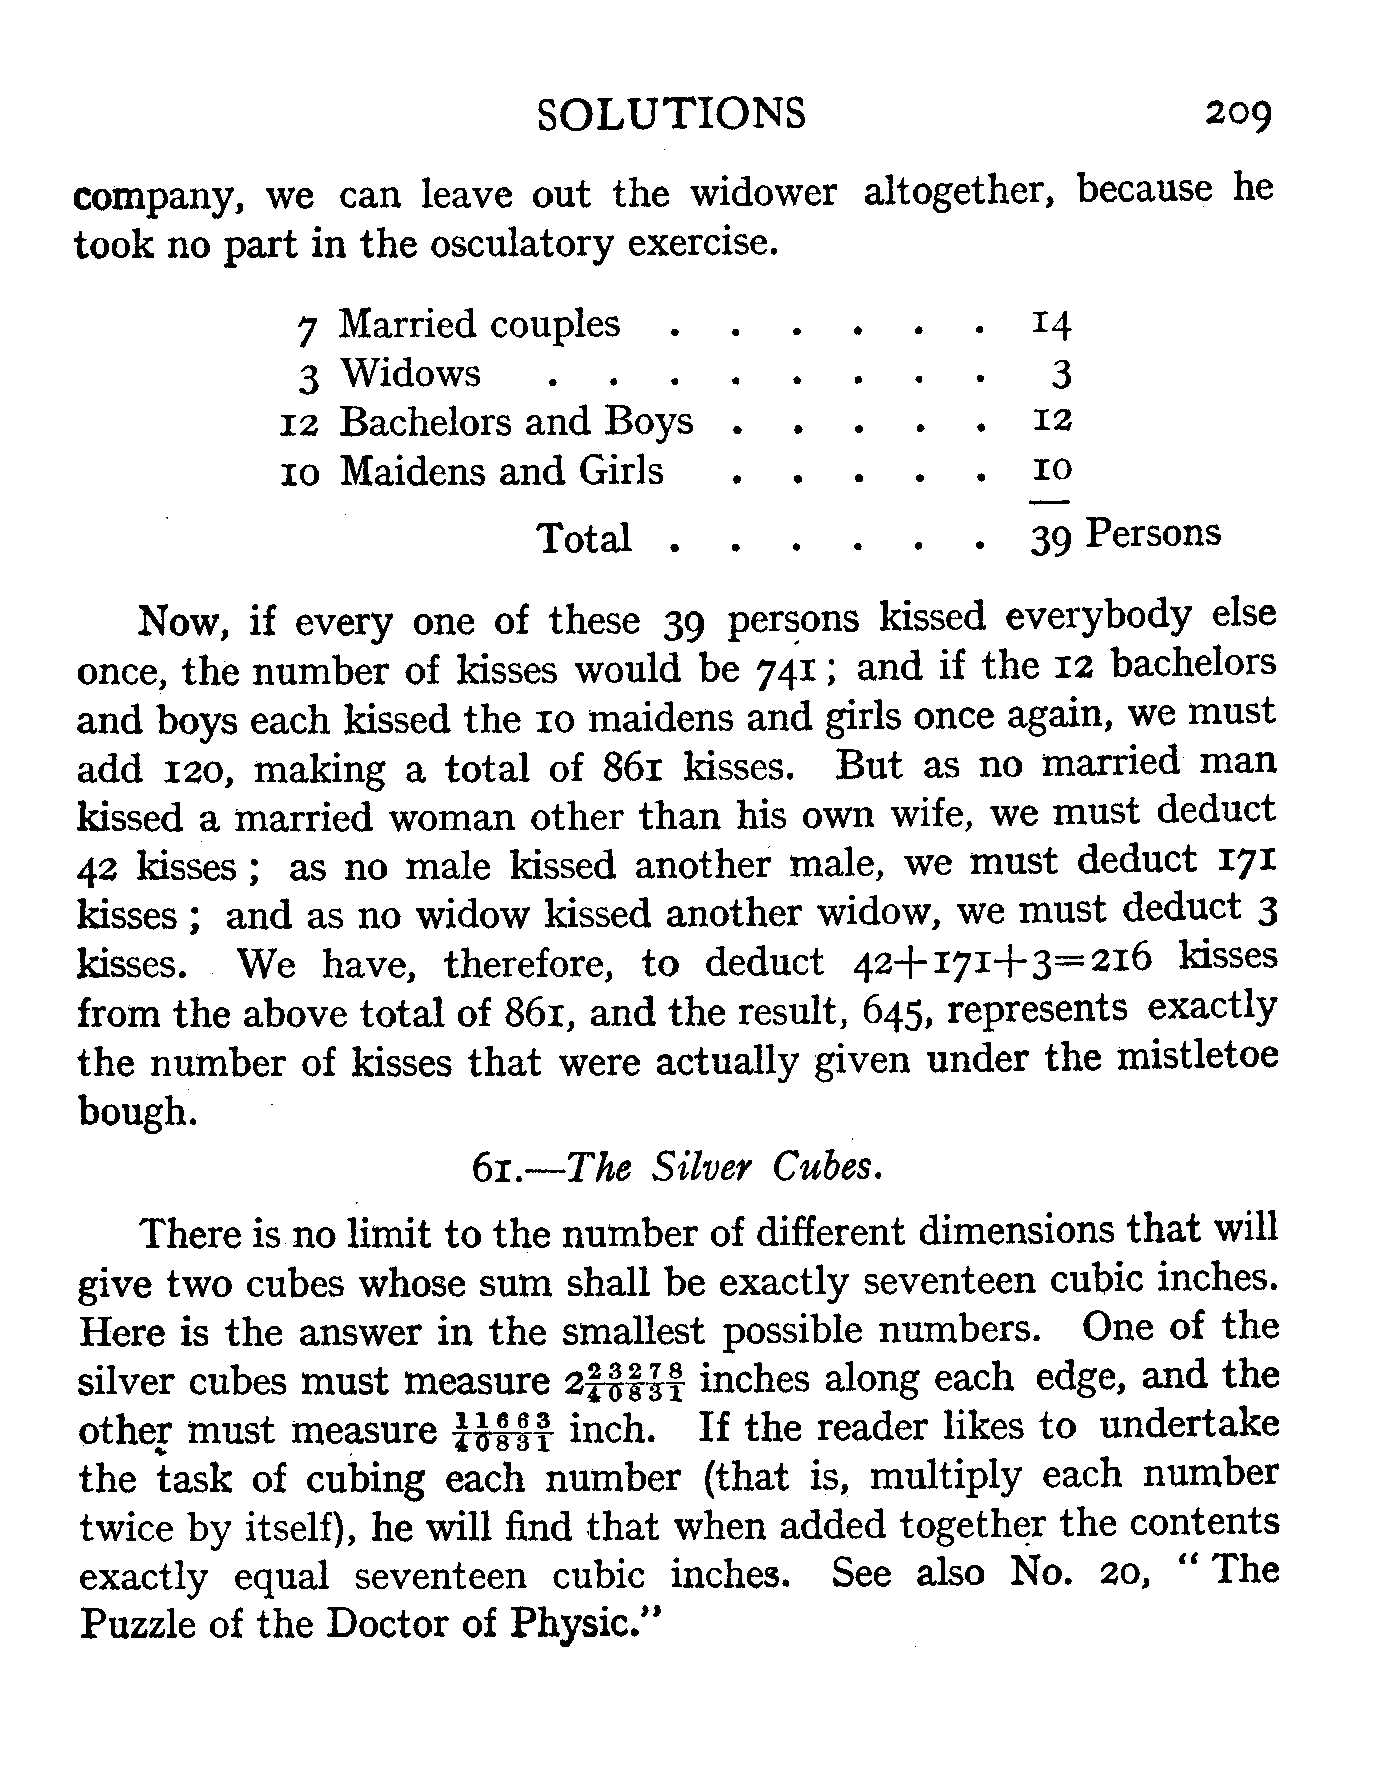 SOLUTIONS 209
company, we can leave out the widower altogether, because he
took no part in the osculatory exercise.
7 Married couples . . . . . . 14
3 Widows . . . . . . . . 3
12 Bachelors and Boys . . . . . 12
10 Maidens and Girls . . . . . 10
Total . . . . . . 39 Persons
Now, if every one of these 39 persons kissed everybody else
once, the number of kisses would be 741; and if the 12 bachelors
and boys each kissed the 10 maidens and girls once again, we must
add 120, making a total of 861 kisses. But as no married man
kissed a married woman other than his own wife, we must deduct
42 kisses; as no male kissed another male, we must deduct 171
kisses; and as no widow kissed another widow, we must deduct 3
kisses. We have, therefore, to deduct 42+171+3=216 kisses
from the above total of 861, and the result, 645, represents exactly
the number of kisses that were actually given under the mistletoe
bough.
61.—The Silver Cubes.
There is no limit to the number of different dimensions that will
give two cubes whose sum shall be exactly seventeen cubic inches.
Here is the answer in the smallest possible numbers. One of the
silver cubes must measure 2 23278/40831 inches along each edge, and the
other must measure 11663/40831 inch. If the reader likes to undertake
the task of cubing each number (that is, multiply each number
twice by itself), he will find that when added together the contents
exactly equal seventeen cubic inches. See also No. 20, "The
Puzzle of the Doctor of Physic."